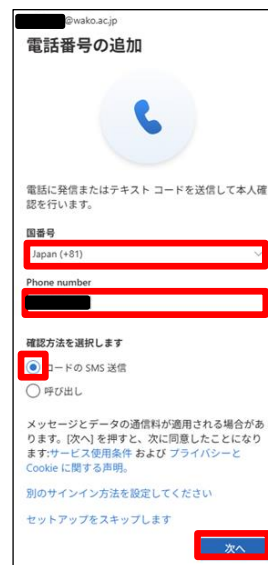 @wako.ac.jp
電話番号の追加
電話に発信またはテキスト コードを送信して本人確
認を行います。
国番号
Japan (+81)
Phone number
確認方法を選択します
コードの SMS 送信
呼び出し
メッセージとデータの通信料が適用される場合があ
ります。[次へ] を押すと、次に同意したことになり
ます:サービス使用条件 および プライバシーと
Cookie に関する声明。
別のサインイン方法を設定してください
セットアップをスキップします
次へ